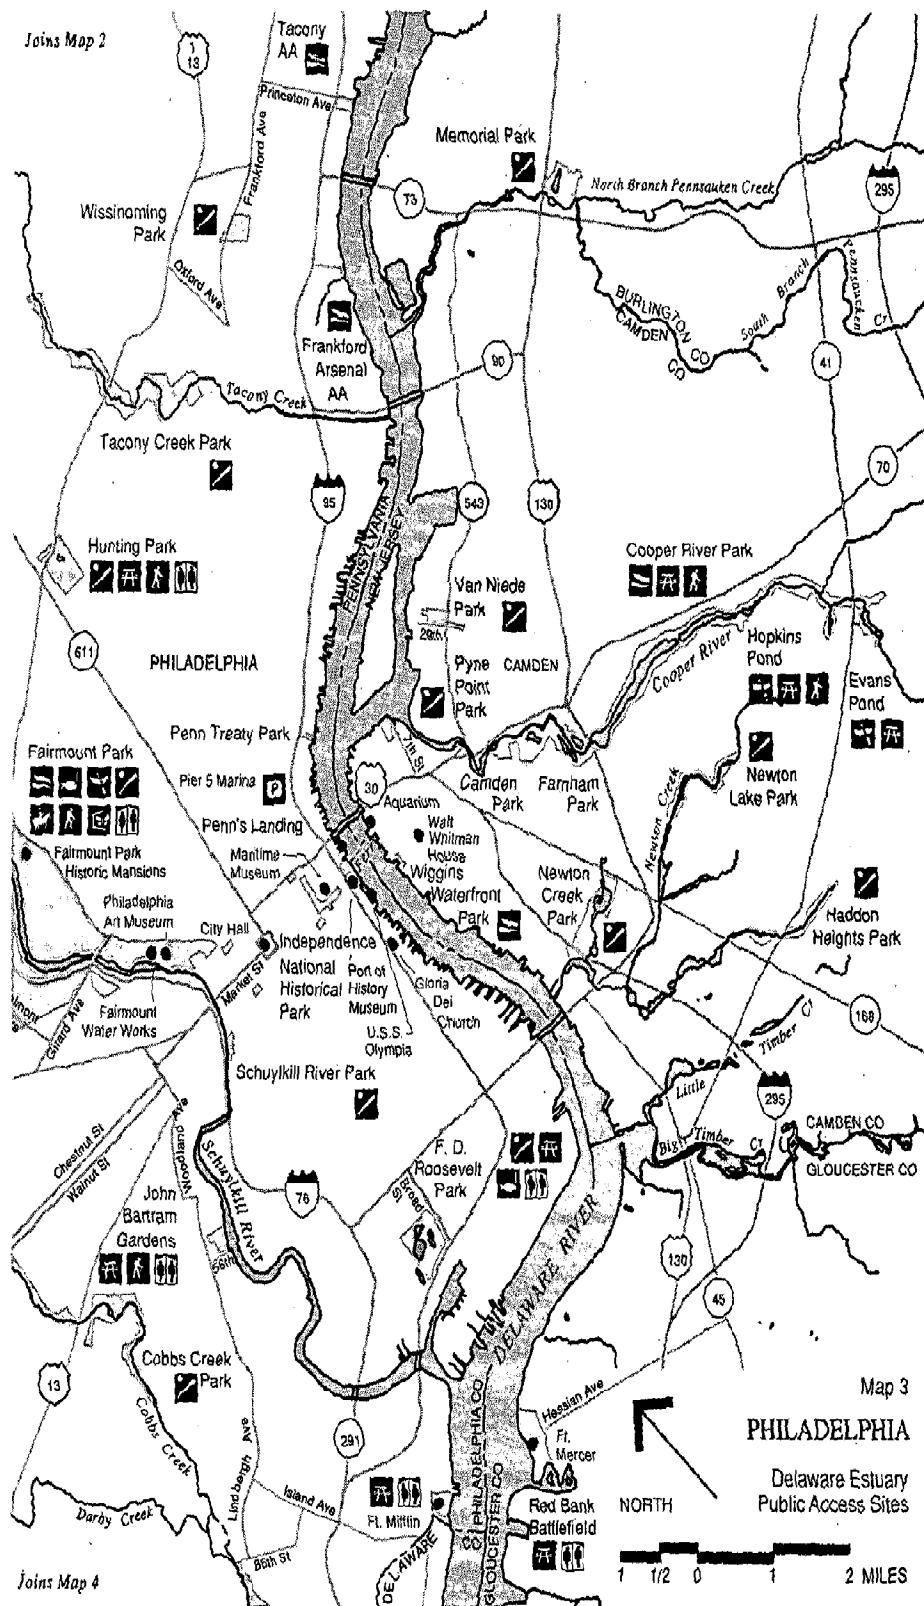 Joins Map 2
1
13
Tacony
AA
Princeton Ave
Frankford Ave
Memorial Park
North Branch Pennsauken Creek
295
73
Wissinoming
Park
Oxford Ave
BURLINGTON CO
CAMDEN CO
South Branch
Pennsaucken
Cr
Frankford
Arsenal
AA
90
41
Tacony Creek
Tacony Creek Park
70
95
543
130
PENNSYLVANIA
NEW JERSEY
Hunting Park
Cooper River Park
Van Niede
Park
29th
611
PHILADELPHIA
Pyne
Point
Park
CAMDEN
Cooper River
Hopkins
Pond
Evans
Pond
Penn Treaty Park
7th St
Fairmount Park
Pier 5 Marina
P
30
Camden
Park
Farnham
Park
Newton
Lake Park
Newton Creek
Aquarium
Penn's Landing
Walt
Whitman
House
Fairmount Park
Historic Mansions
Maritime
Museum
Wiggins
Waterfront
Park
Newton
Creek
Park
Haddon
Heights Park
Philadelphia
Art Museum
City Hall
Independence
National
Historical
Park
Port of
History
Museum
Gloria
Dei
Church
Market St
Girard Ave
Fairmount
Water Works
U.S.S.
Olympia
168
Timber Cr
Little
Schuylkill River Park
295
CAMDEN CO
GLOUCESTER CO
Big Timber Cr
Chestnut St
Walnut St
Woodland Ave
F. D.
Roosevelt
Park
Broad St
Schuylkill River
76
John
Bartram
Gardens
56th
DELAWARE RIVER
130
45
Cobbs Creek
Park
13
Cobbs Creek
Hessian Ave
Map 3
PHILADELPHIA
291
Ft.
Mercer
PHILADELPHIA CO
GLOUCESTER CO
Delaware Estuary
Public Access Sites
NORTH
Lindbergh Ave
Island Ave
Ft. Mifflin
Red Bank
Battlefield
Darby Creek
86th St
DELAWARE
Joins Map 4
1 1/2 0 1 2 MILES